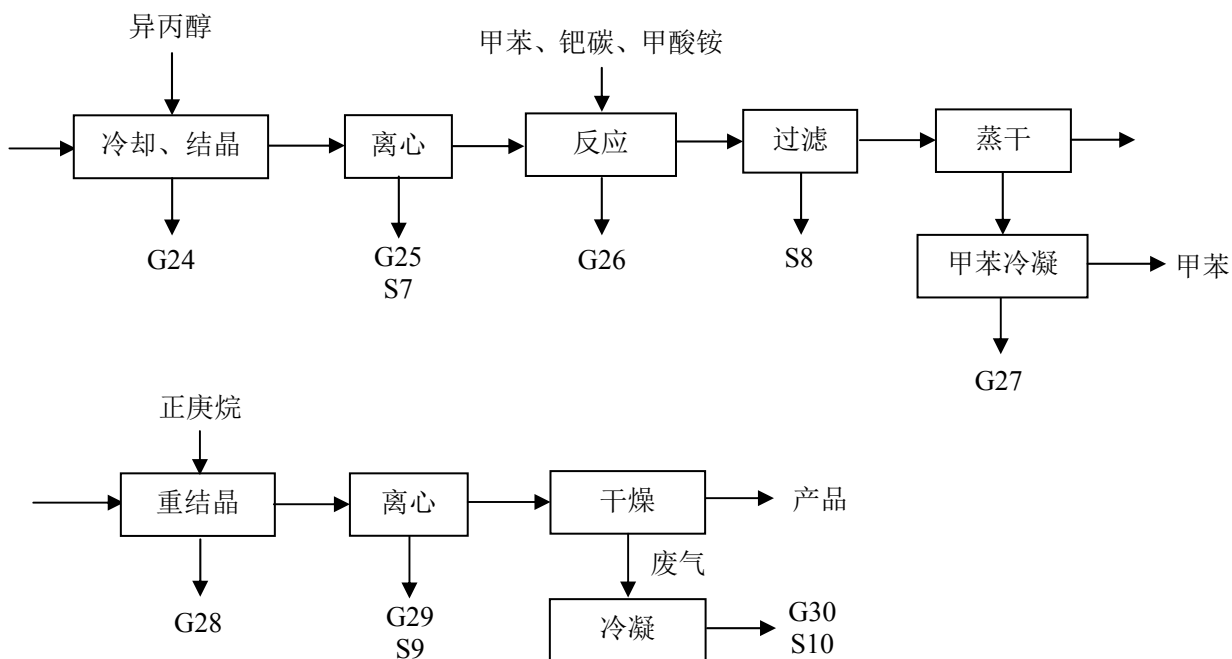 异丙醇
甲苯、钯碳、甲酸铵
冷却、结晶
离心
反应
过滤
蒸干
G24
G25
S7
G26
S8
甲苯冷凝
甲苯
G27
正庚烷
重结晶
离心
干燥
产品
废气
G28
G29
S9
冷凝
G30
S10